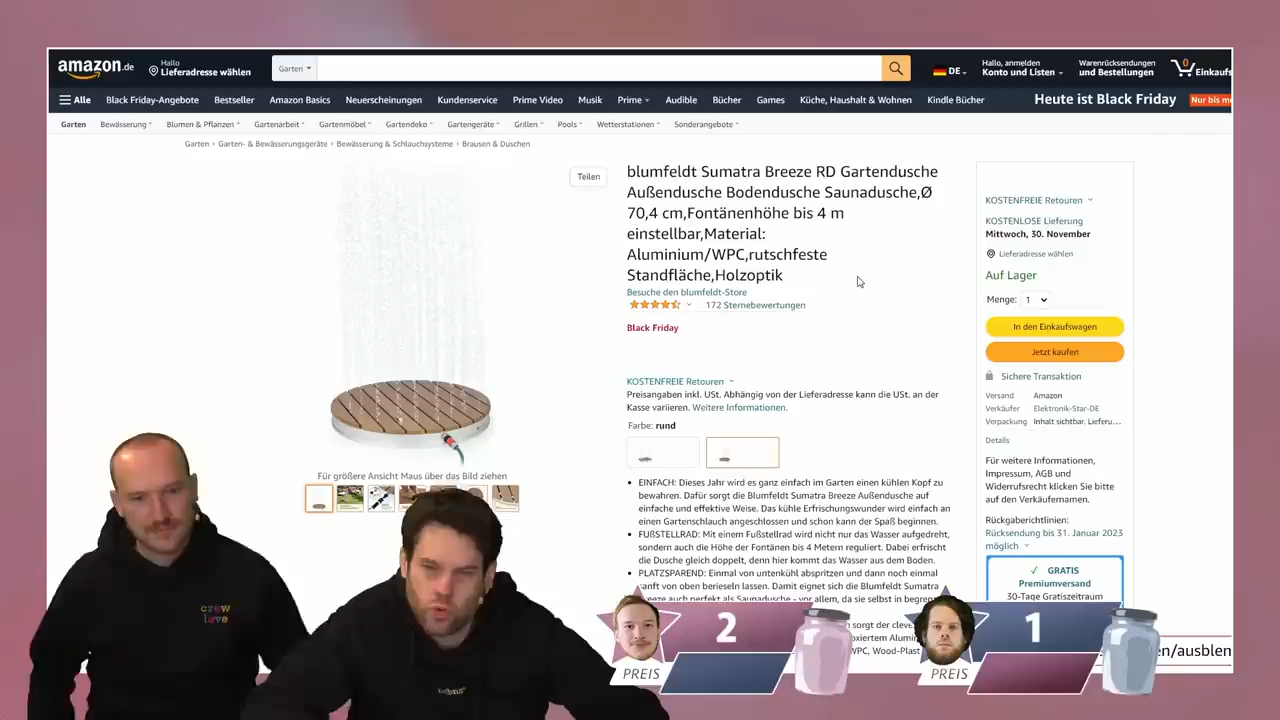 amazon.de
Hallo
Lieferadresse wählen
Garten
DE
Hallo, anmelden
Konto und Listen
Warenrücksendungen
und Bestellungen
0
Einkaufs
Alle
Black Friday-Angebote
Bestseller
Amazon Basics
Neuerscheinungen
Kundenservice
Prime Video
Musik
Prime
Audible
Bücher
Games
Küche, Haushalt & Wohnen
Kindle Bücher
Heute ist Black Friday
Nur bis
Garten
Bewässerung
Blumen & Pflanzen
Gartenarbeit
Gartenmöbel
Gartendeko
Gartengeräte
Grillen
Pools
Wetterstationen
Sonderangebote
Garten › Garten- & Bewässerungsgeräte › Bewässerung & Schlauchsysteme › Brausen & Duschen
Teilen
Für größere Ansicht Maus über das Bild ziehen
blumfeldt Sumatra Breeze RD Gartendusche
Außendusche Bodendusche Saunadusche,Ø
70,4 cm,Fontänenhöhe bis 4 m
einstellbar,Material:
Aluminium/WPC,rutschfeste
Standfläche,Holzoptik
Besuche den blumfeldt-Store
172 Sternebewertungen
Black Friday
KOSTENFREIE Retouren
Preisangaben inkl. USt. Abhängig von der Lieferadresse kann die USt. an der
Kasse variieren. Weitere Informationen.
Farbe: rund
• EINFACH: Dieses Jahr wird es ganz einfach im Garten einen kühlen Kopf zu
bewahren. Dafür sorgt die Blumfeldt Sumatra Breeze Außendusche auf
einfache und effektive Weise. Das kühle Erfrischungswunder wird einfach an
einen Gartenschlauch angeschlossen und schon kann der Spaß beginnen.
• FUẞSTELLRAD: Mit einem Fußstellrad wird nicht nur das Wasser aufgedreht,
sondern auch die Höhe der Fontänen bis 4 Metern reguliert. Dabei erfrischt
die Dusche gleich doppelt, denn hier kommt das Wasser aus dem Boden.
• PLATZSPAREND: Einmal von untenkühl abspritzen und dann noch einmal
sanft von oben berieseln lassen. Damit eignet sich die Blumfeldt Sumatra
auch perfekt als Saunadusche - vor allem, da sie selbst in
sorgt der
WPC, Wood-Plast
KOSTENFREIE Retouren
KOSTENLOSE Lieferung
Mittwoch, 30. November
Lieferadresse wählen
Auf Lager
Menge: 1
In den Einkaufswagen
Jetzt kaufen
Sichere Transaktion
Versand Amazon
Verkäufer Elektronik-Star-DE
Verpackung Inhalt sichtbar. Lieferu...
Details
Für weitere Informationen,
Impressum, AGB und
Widerrufsrecht klicken Sie bitte
auf den Verkäufernamen.
Rückgaberichtlinien:
Rücksendung bis 31. Januar 2023
möglich
✓ GRATIS
Premiumversand
30-Tage Gratiszeitraum
en/ausblen
crew
love
2
PREIS
1
PREIS